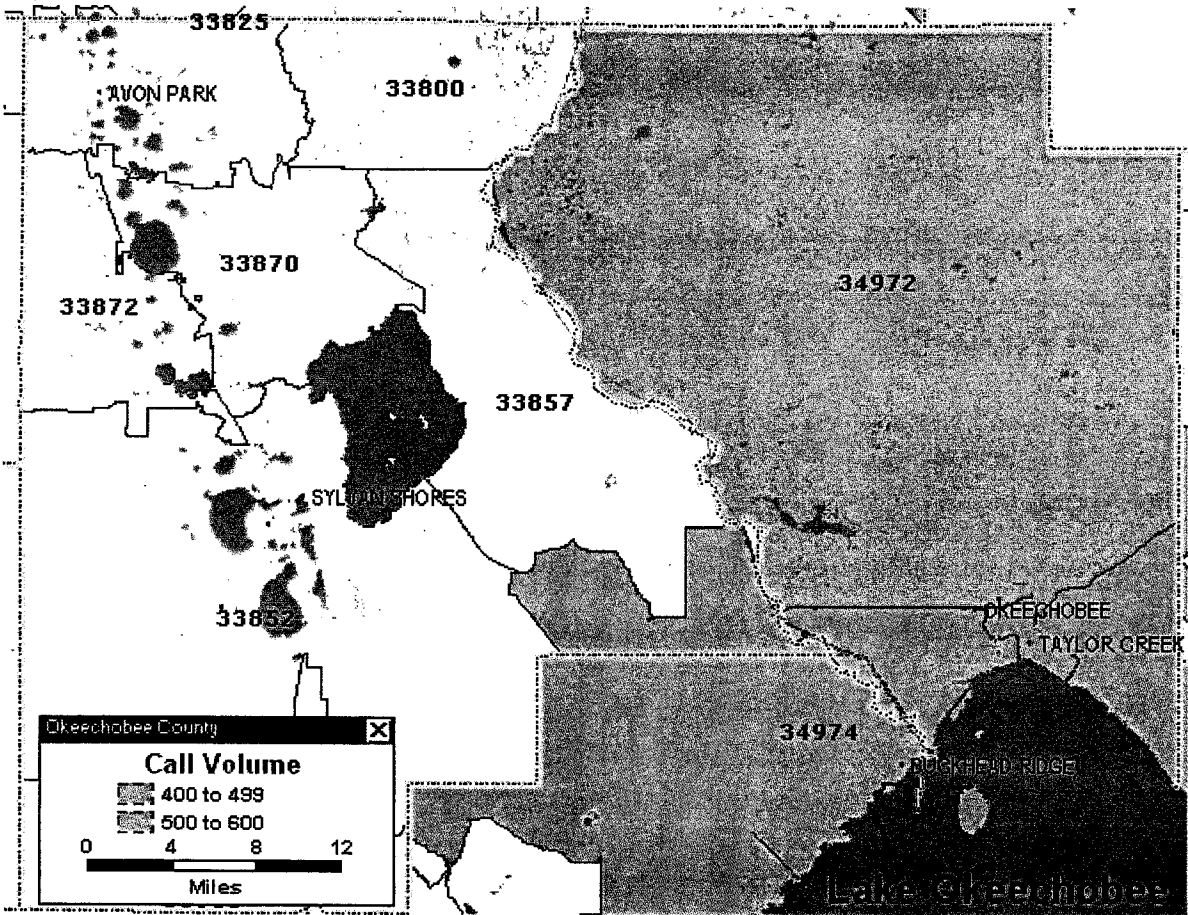 33825
AVON PARK
33800
33870
34972
33872
33857
SYLVAN SHORES
33852
OKEECHOBEE
TAYLOR CREEK
34974
BUCKHEAD RIDGE
Okeechobee County
Call Volume
400 to 499
500 to 600
0 4 8 12
Miles
Lake Okeechobee